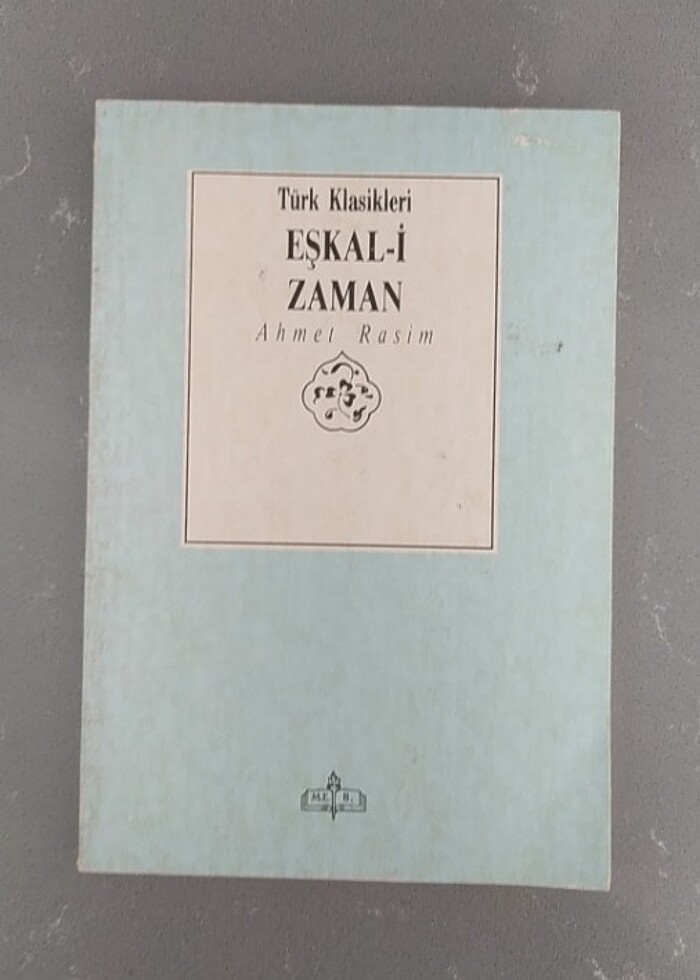 Türk Klasikleri
EŞKAL-İ
ZAMAN
Ahmet Rasim
M.E. B.